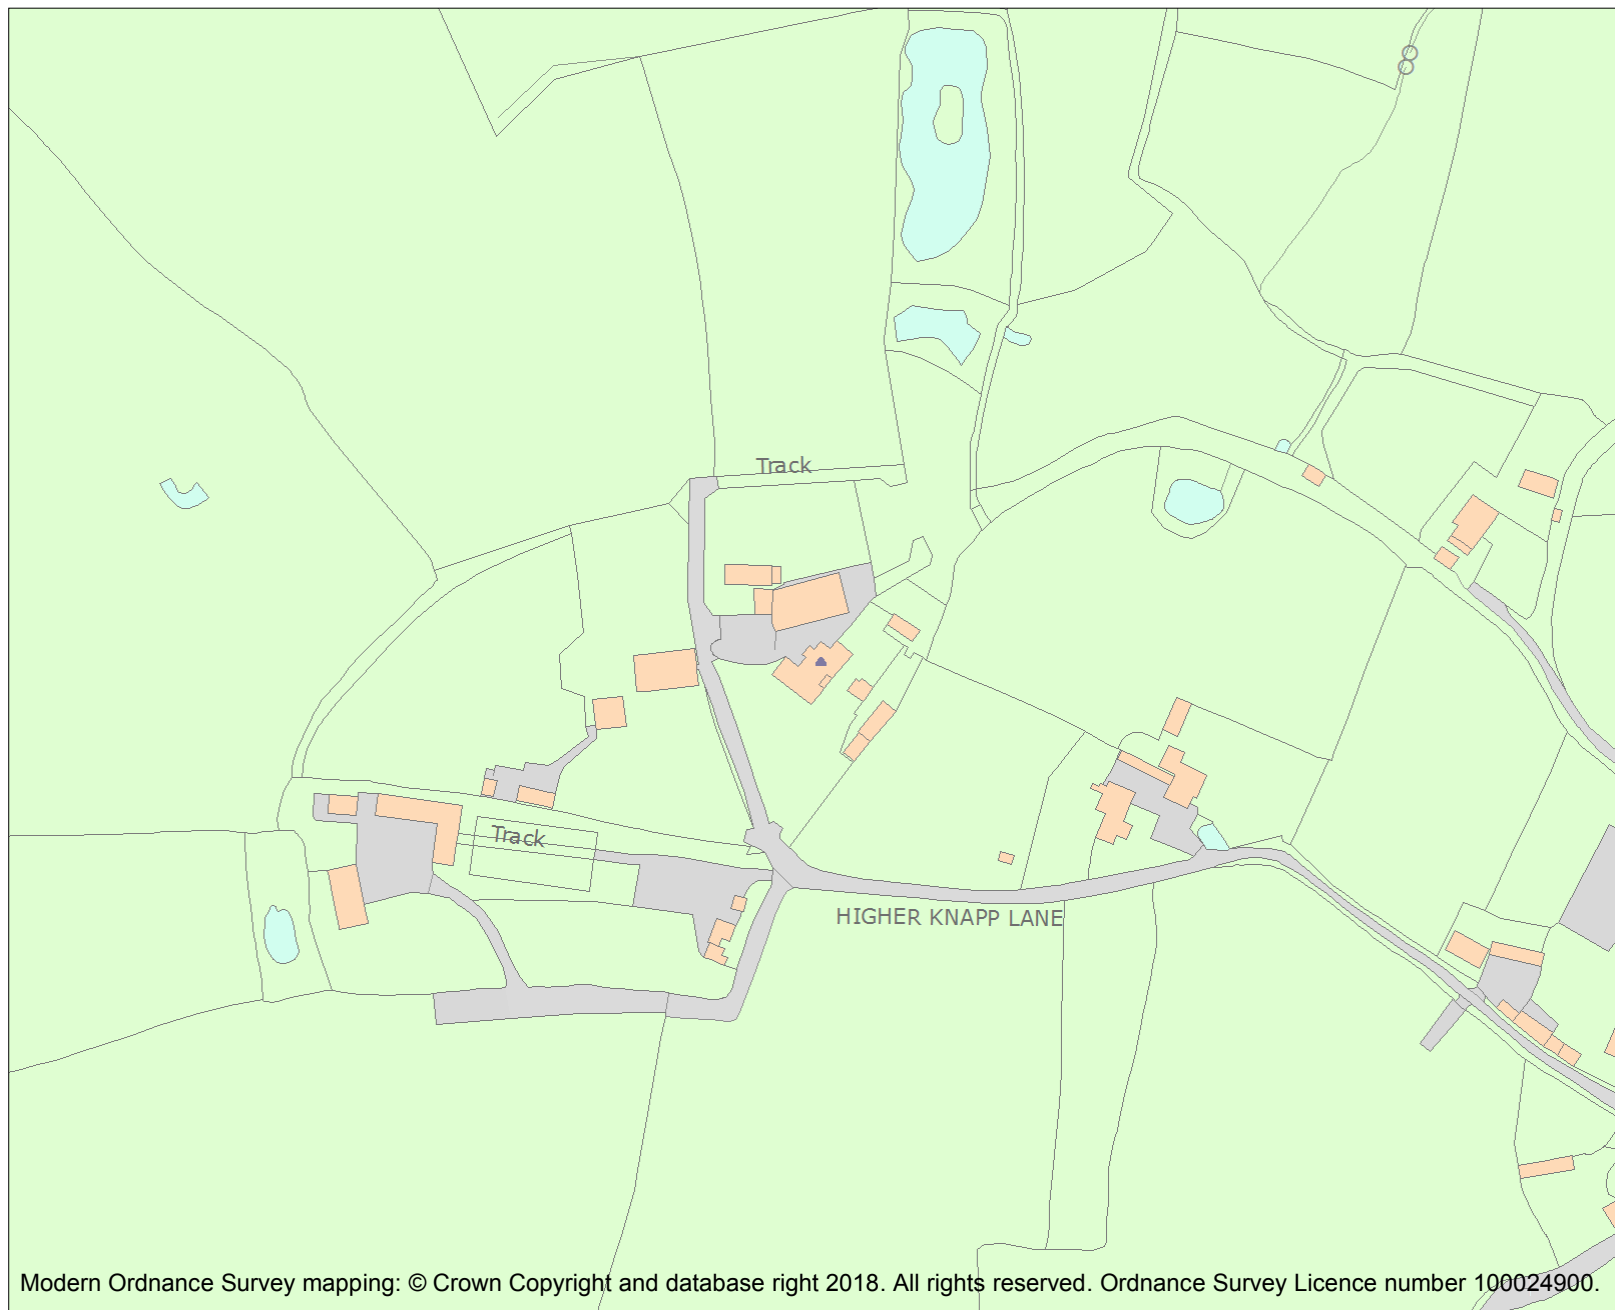 Track
Track
HIGHER KNAPP LANE
Modern Ordnance Survey mapping: © Crown Copyright and database right 2018. All rights reserved. Ordnance Survey Licence number 100024900.